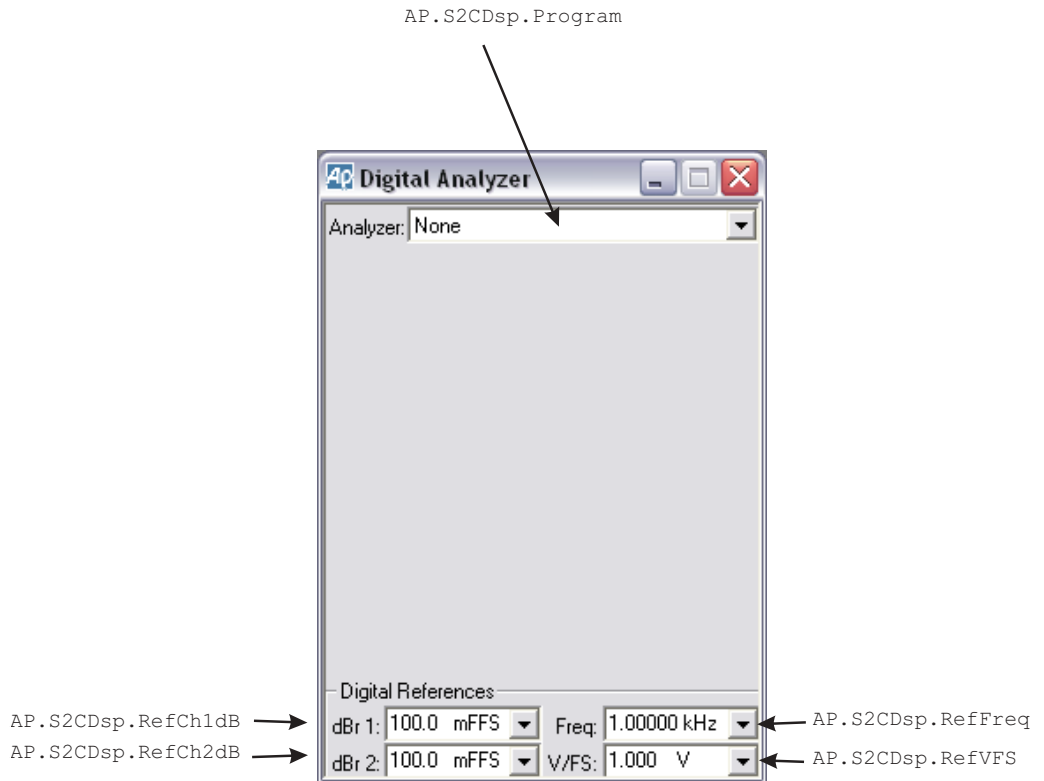 AP.S2CDsp.Program
Ap Digital Analyzer
Analyzer: None
Digital References
AP.S2CDsp.RefCh1dB dBr 1: 100.0 mFFS Freq: 1.00000 kHz AP.S2CDsp.RefFreq
AP.S2CDsp.RefCh2dB dBr 2: 100.0 mFFS V/FS: 1.000 V AP.S2CDsp.RefVFS